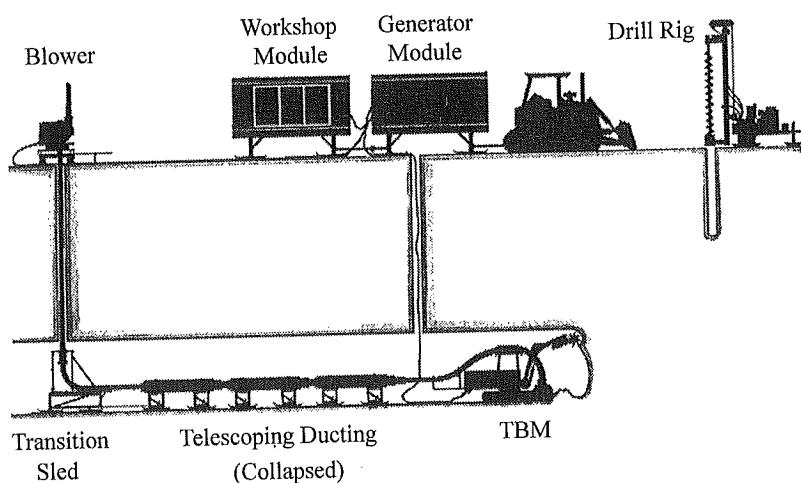 Blower
Workshop
Module
Generator
Module
Drill Rig
Transition
Sled
Telescoping Ducting
(Collapsed)
TBM